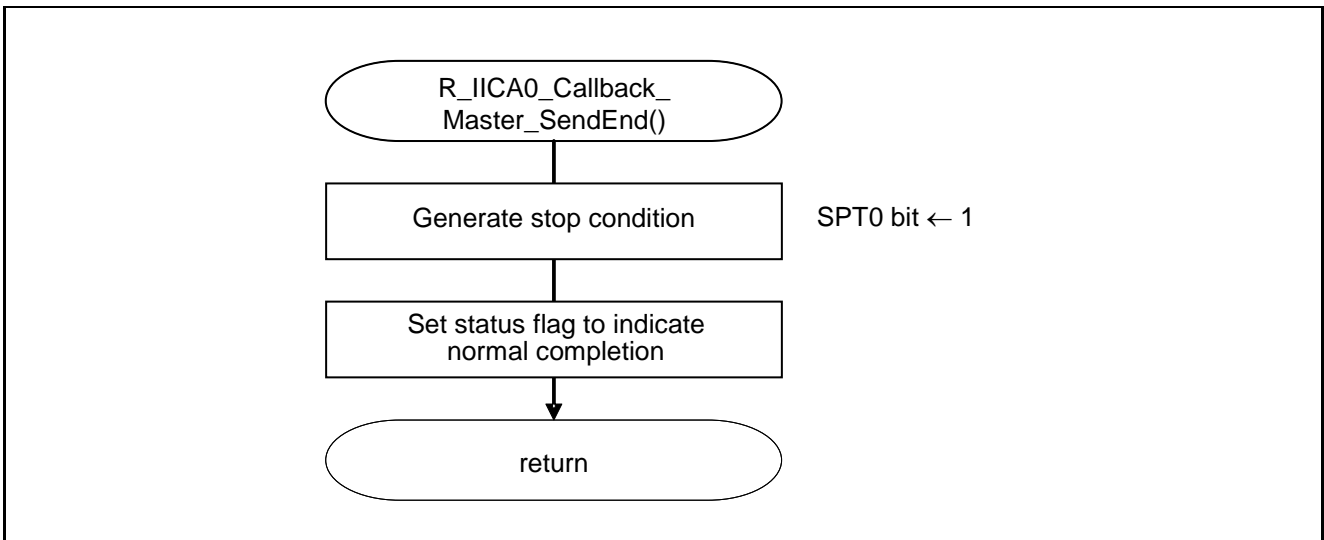 R_IICA0_Callback_
Master_SendEnd()
Generate stop condition
SPT0 bit ← 1
Set status flag to indicate
normal completion
return